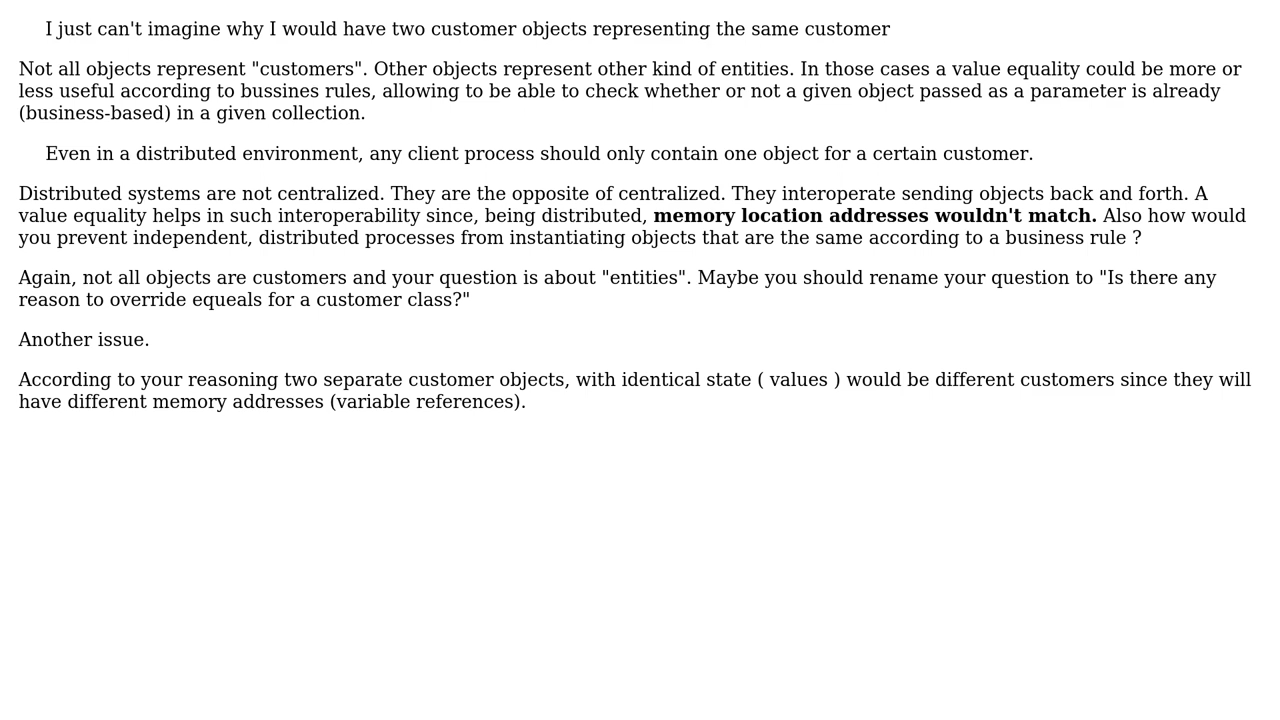 I just can't imagine why I would have two customer objects representing the same customer
Not all objects represent "customers". Other objects represent other kind of entities. In those cases a value equality could be more or
less useful according to bussines rules, allowing to be able to check whether or not a given object passed as a parameter is already
(business-based) in a given collection.
Even in a distributed environment, any client process should only contain one object for a certain customer.
Distributed systems are not centralized. They are the opposite of centralized. They interoperate sending objects back and forth. A
value equality helps in such interoperability since, being distributed, memory location addresses wouldn't match. Also how would
you prevent independent, distributed processes from instantiating objects that are the same according to a business rule ?
Again, not all objects are customers and your question is about "entities". Maybe you should rename your question to "Is there any
reason to override equeals for a customer class?"
Another issue.
According to your reasoning two separate customer objects, with identical state ( values ) would be different customers since they will
have different memory addresses (variable references).